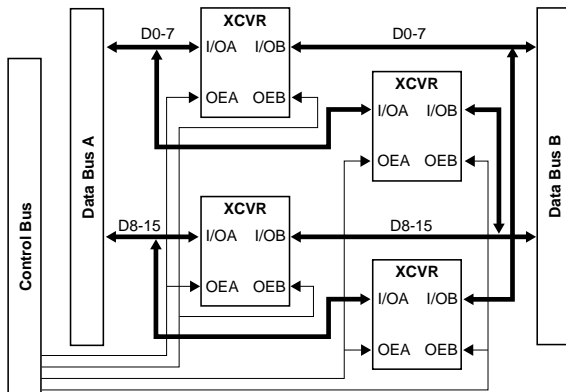 Control Bus
Data Bus A
D0-7
XCVR
I/OA I/OB
OEA OEB
D0-7
XCVR
I/OA I/OB
OEA OEB
D8-15
XCVR
I/OA I/OB
OEA OEB
D8-15
XCVR
I/OA I/OB
OEA OEB
Data Bus B